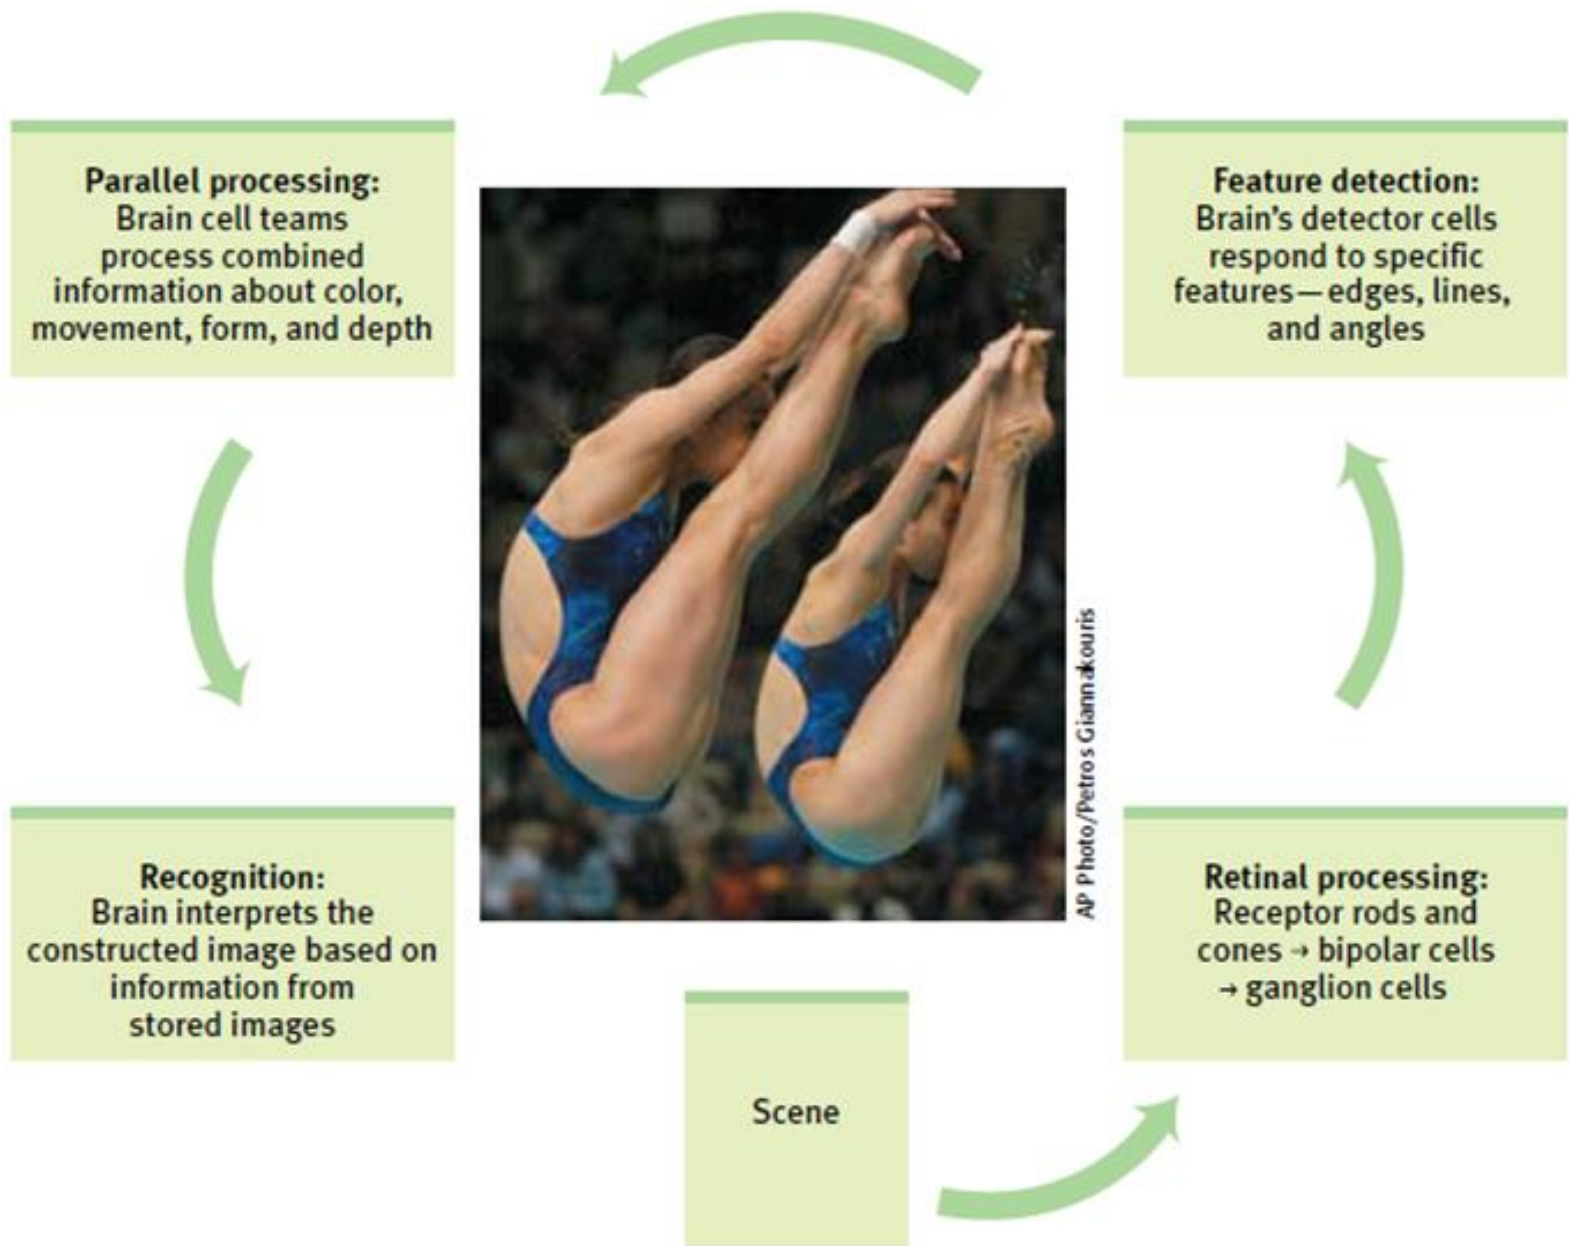 Parallel processing:
Brain cell teams
process combined
information about color,
movement, form, and depth
Feature detection:
Brain's detector cells
respond to specific
features—edges, lines,
and angles
Recognition:
Brain interprets the
constructed image based on
information from
stored images
AP Photo/Petros Giannakouris
Retinal processing:
Receptor rods and
cones → bipolar cells
→ ganglion cells
Scene